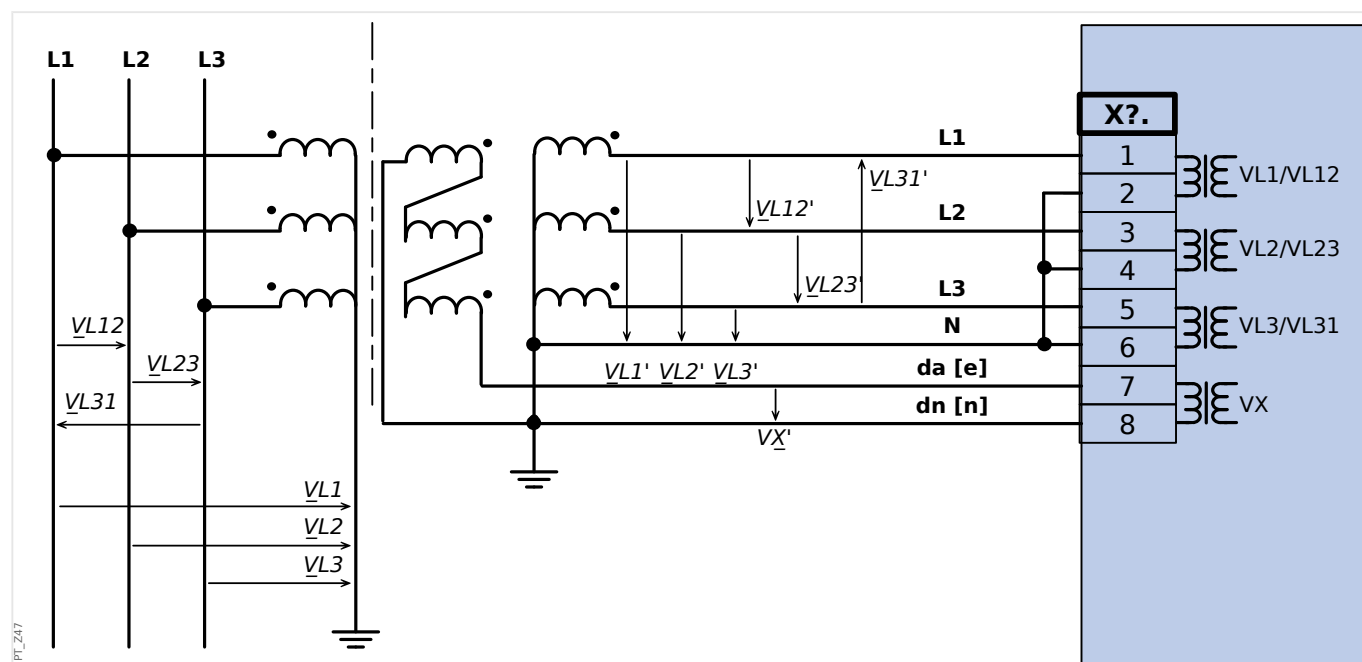 L1 L2 L3
X?.
L1
1
VL1/VL12
VL31'
2
VL12'
L2
3
VL2/VL23
4
VL23'
L3
5
VL3/VL31
N
6
VL12
VL23
VL1' VL2' VL3'
da [e]
7
VX
VL31
dn [n]
8
VX'
VL1
VL2
VL3
PT_Z47